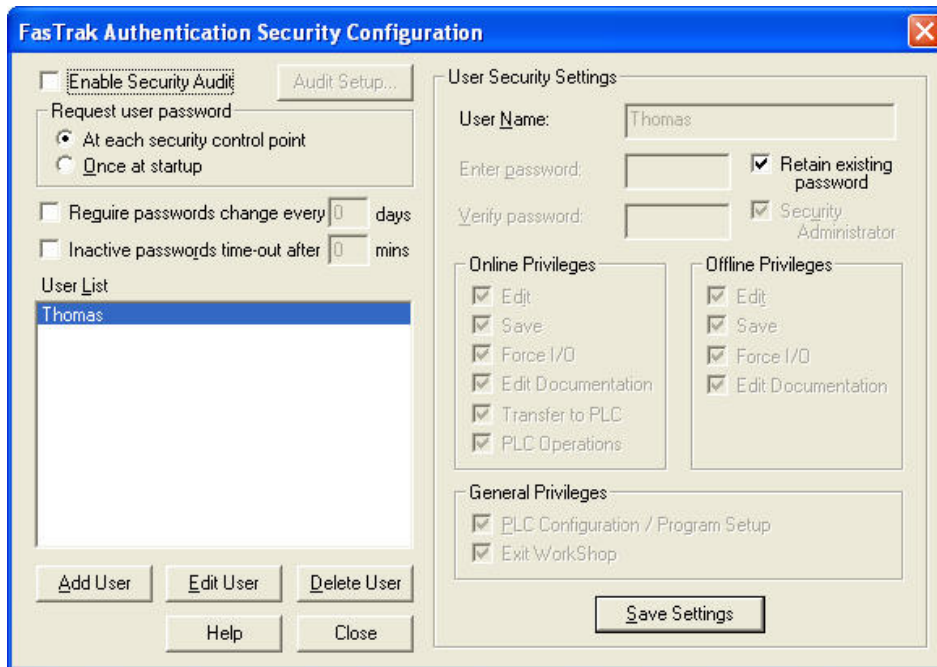 FasTrak Authentication Security Configuration
Enable Security Audit
Audit Setup...
Request user password
At each security control point
Once at startup
Reguire passwords change every 0 days
Inactive passwords time-out after 0 mins
User List
Thomas
Add User
Edit User
Delete User
Help
Close
User Security Settings
User Name: Thomas
Enter password:
Retain existing
password
Verify password:
Security
Administrator
Online Privileges
Edit
Save
Force I/O
Edit Documentation
Transfer to PLC
PLC Operations
Offline Privileges
Edit
Save
Force I/O
Edit Documentation
General Privileges
PLC Configuration / Program Setup
Exit WorkShop
Save Settings